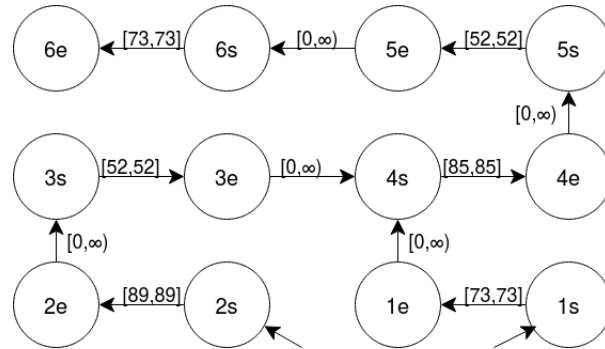 6e [73,73] 6s [0,∞) 5e [52,52] 5s
[0,∞)
3s [52,52] 3e [0,∞) 4s [85,85] 4e
[0,∞) [0,∞)
2e [89,89] 2s 1e [73,73] 1s